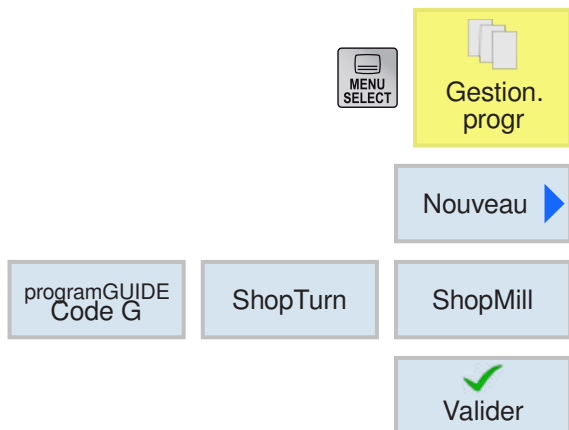 MENU
SELECT
Gestion.
progr
Nouveau
programGUIDE
Code G
ShopTurn
ShopMill
Valider